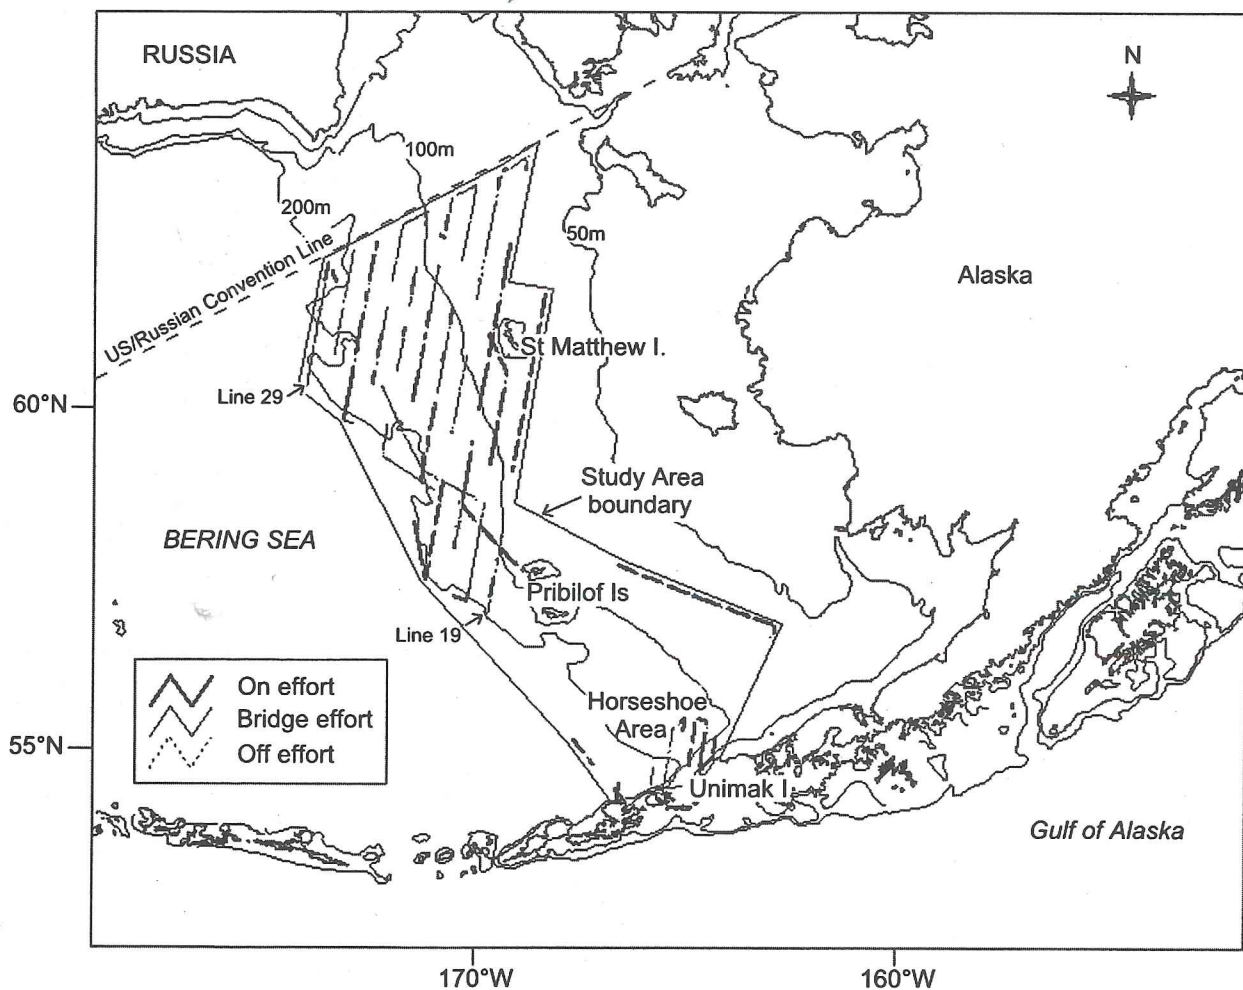 RUSSIA
N
100m
200m
50m
US/Russian Convention Line
Alaska
St Matthew I.
Line 29
60°N
Study Area
boundary
BERING SEA
Pribilof Is
Line 19
On effort
Bridge effort
Off effort
Horseshoe
Area
55°N
Unimak I.
Gulf of Alaska
170°W
160°W